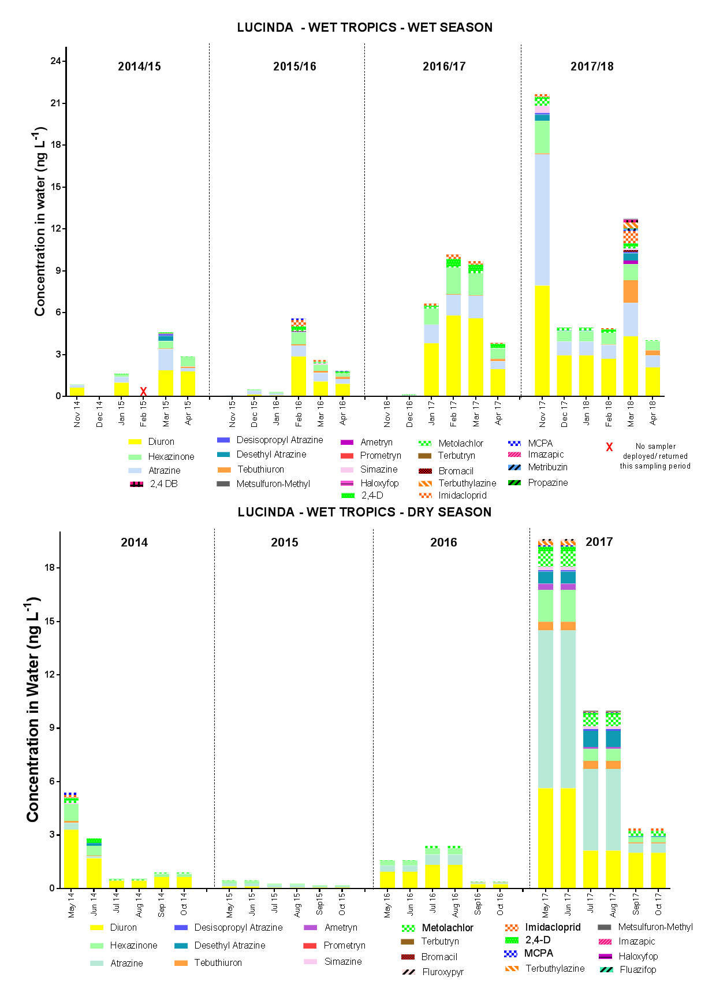 LUCINDA - WET TROPICS - WET SEASON
2014/15 2015/16 2016/17 2017/18
Concentration in water (ng L⁻¹)
24
21
18
15
12
9
6
3
0
X
Nov 14 Dec 14 Jan 15 Feb 15 Mar 15 Apr 15 Nov 15 Dec 15 Jan 16 Feb 16 Mar 16 Apr 16 Nov 16 Dec 16 Jan 17 Feb 17 Mar 17 Apr 17 Nov 17 Dec 17 Jan 18 Feb 18 Mar 18 Apr 18
Diuron
Hexazinone
Atrazine
2,4 DB
Desisopropyl Atrazine
Desethyl Atrazine
Tebuthiuron
Metsulfuron-Methyl
Ametryn
Prometryn
Simazine
Haloxyfop
2,4-D
Metolachlor
Terbutryn
Bromacil
Terbuthylazine
Imidacloprid
MCPA
Imazapic
Metribuzin
Propazine
X No sampler
deployed/ returned
this sampling period
LUCINDA - WET TROPICS - DRY SEASON
2014 2015 2016 2017
Concentration in Water (ng L⁻¹)
18
15
12
9
6
3
0
May 14 Jun 14 Jul 14 Aug 14 Sep 14 Oct 14 May 15 Jun 15 Jul 15 Aug 15 Sep15 Oct 15 May 16 Jun 16 Jul 16 Aug 16 Sep16 Oct 16 May 17 Jun 17 Jul 17 Aug 17 Sep17 Oct 17
Diuron
Hexazinone
Atrazine
Desisopropyl Atrazine
Desethyl Atrazine
Tebuthiuron
Ametryn
Prometryn
Simazine
Metolachlor
Terbutryn
Bromacil
Fluroxypyr
Imidacloprid
2,4-D
MCPA
Terbuthylazine
Metsulfuron-Methyl
Imazapic
Haloxyfop
Fluazifop